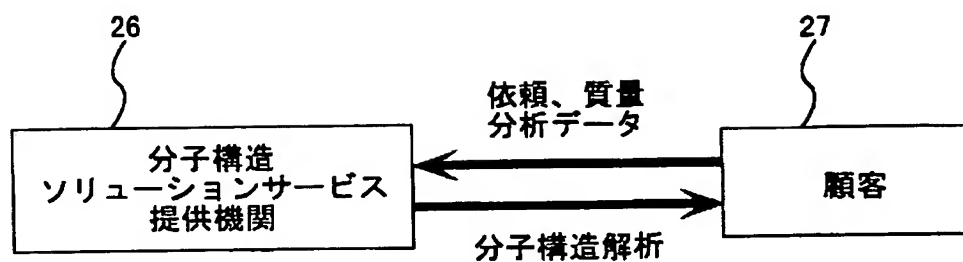 26
27
依頼、質量
分析データ
分子構造
ソリューションサービス
提供機関
顧客
分子構造解析